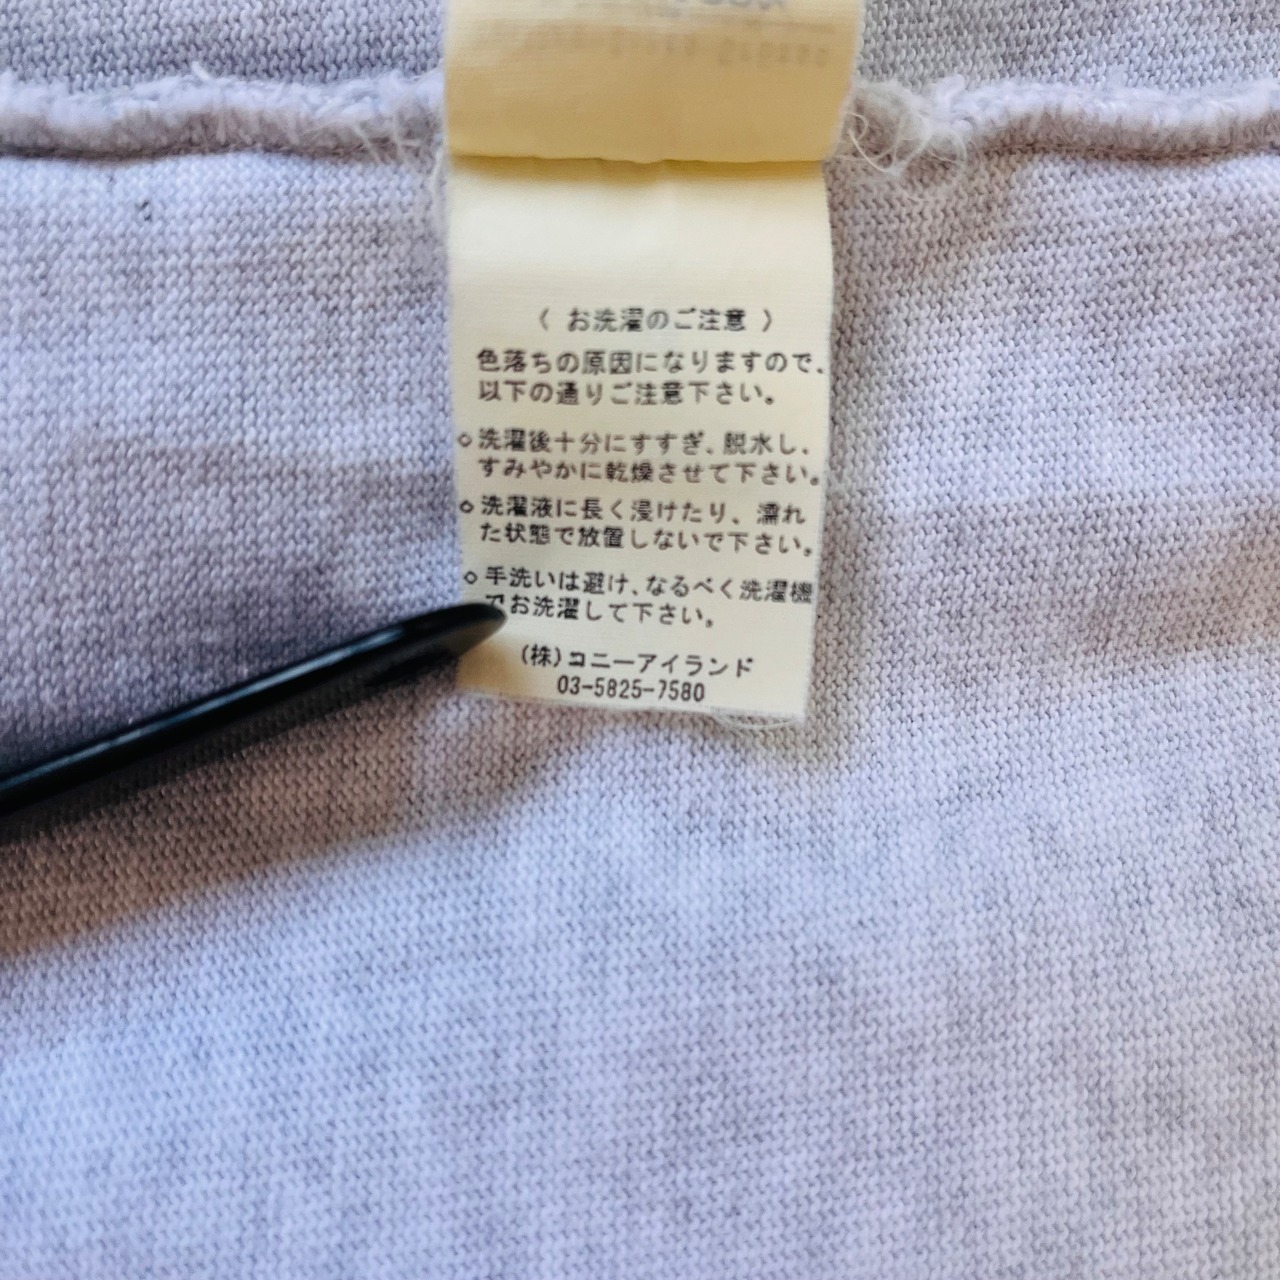 〈 お洗濯のご注意 〉
色落ちの原因になりますので、
以下の通りご注意下さい。
◇ 洗濯後十分にすすぎ、脱水し、
すみやかに乾燥させて下さい。
◇ 洗濯液に長く浸けたり、濡れ
た状態で放置しないで下さい。
◇ 手洗いは避け、なるべく洗濯機
でお洗濯して下さい。
(株)コニーアイランド
03-5825-7580